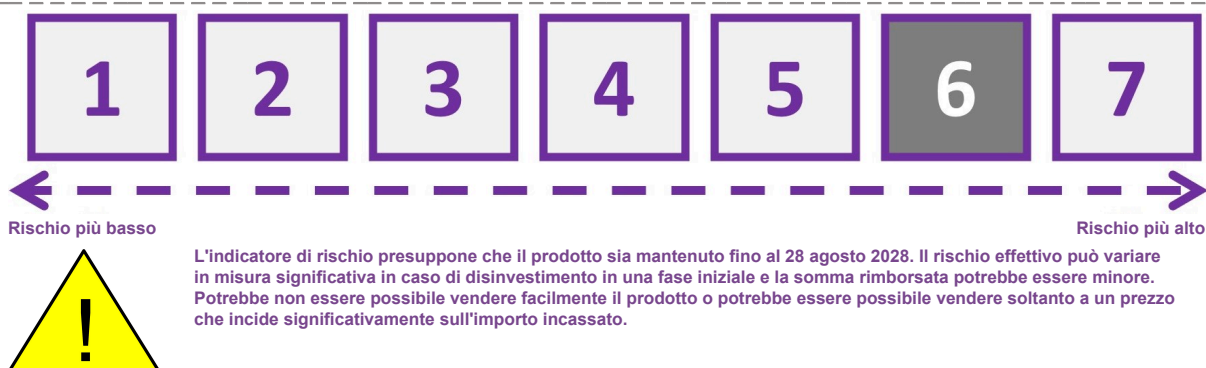 1 2 3 4 5 6 7
Rischio più basso Rischio più alto
L'indicatore di rischio presuppone che il prodotto sia mantenuto fino al 28 agosto 2028. Il rischio effettivo può variare
in misura significativa in caso di disinvestimento in una fase iniziale e la somma rimborsata potrebbe essere minore.
Potrebbe non essere possibile vendere facilmente il prodotto o potrebbe essere possibile vendere soltanto a un prezzo
che incide significativamente sull'importo incassato.
!